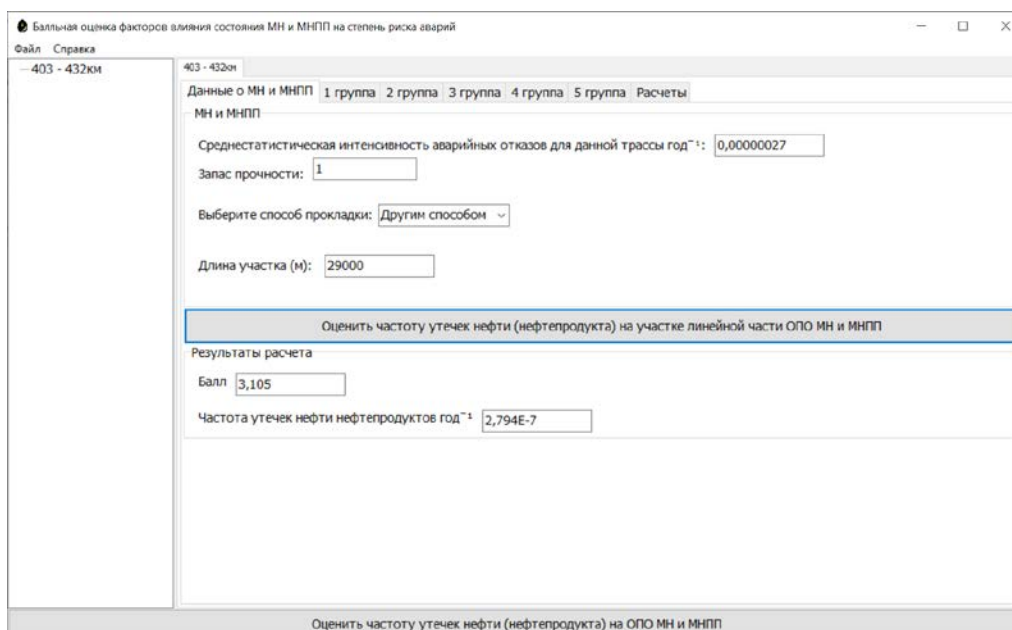 Балльная оценка факторов влияния состояния МН и МНПП на степень риска аварий
Файл Справка
403 - 432км
403 - 432км
Данные о МН и МНПП 1 группа 2 группа 3 группа 4 группа 5 группа Расчеты
МН и МНПП
Среднестатистическая интенсивность аварийных отказов для данной трассы год⁻¹: 0,00000027
Запас прочности: 1
Выберите способ прокладки: Другим способом
Длина участка (м): 29000
Оценить частоту утечек нефти (нефтепродукта) на участке линейной части ОПО МН и МНПП
Результаты расчета
Балл 3,105
Частота утечек нефти нефтепродуктов год⁻¹ 2,794E-7
Оценить частоту утечек нефти (нефтепродукта) на ОПО МН и МНПП